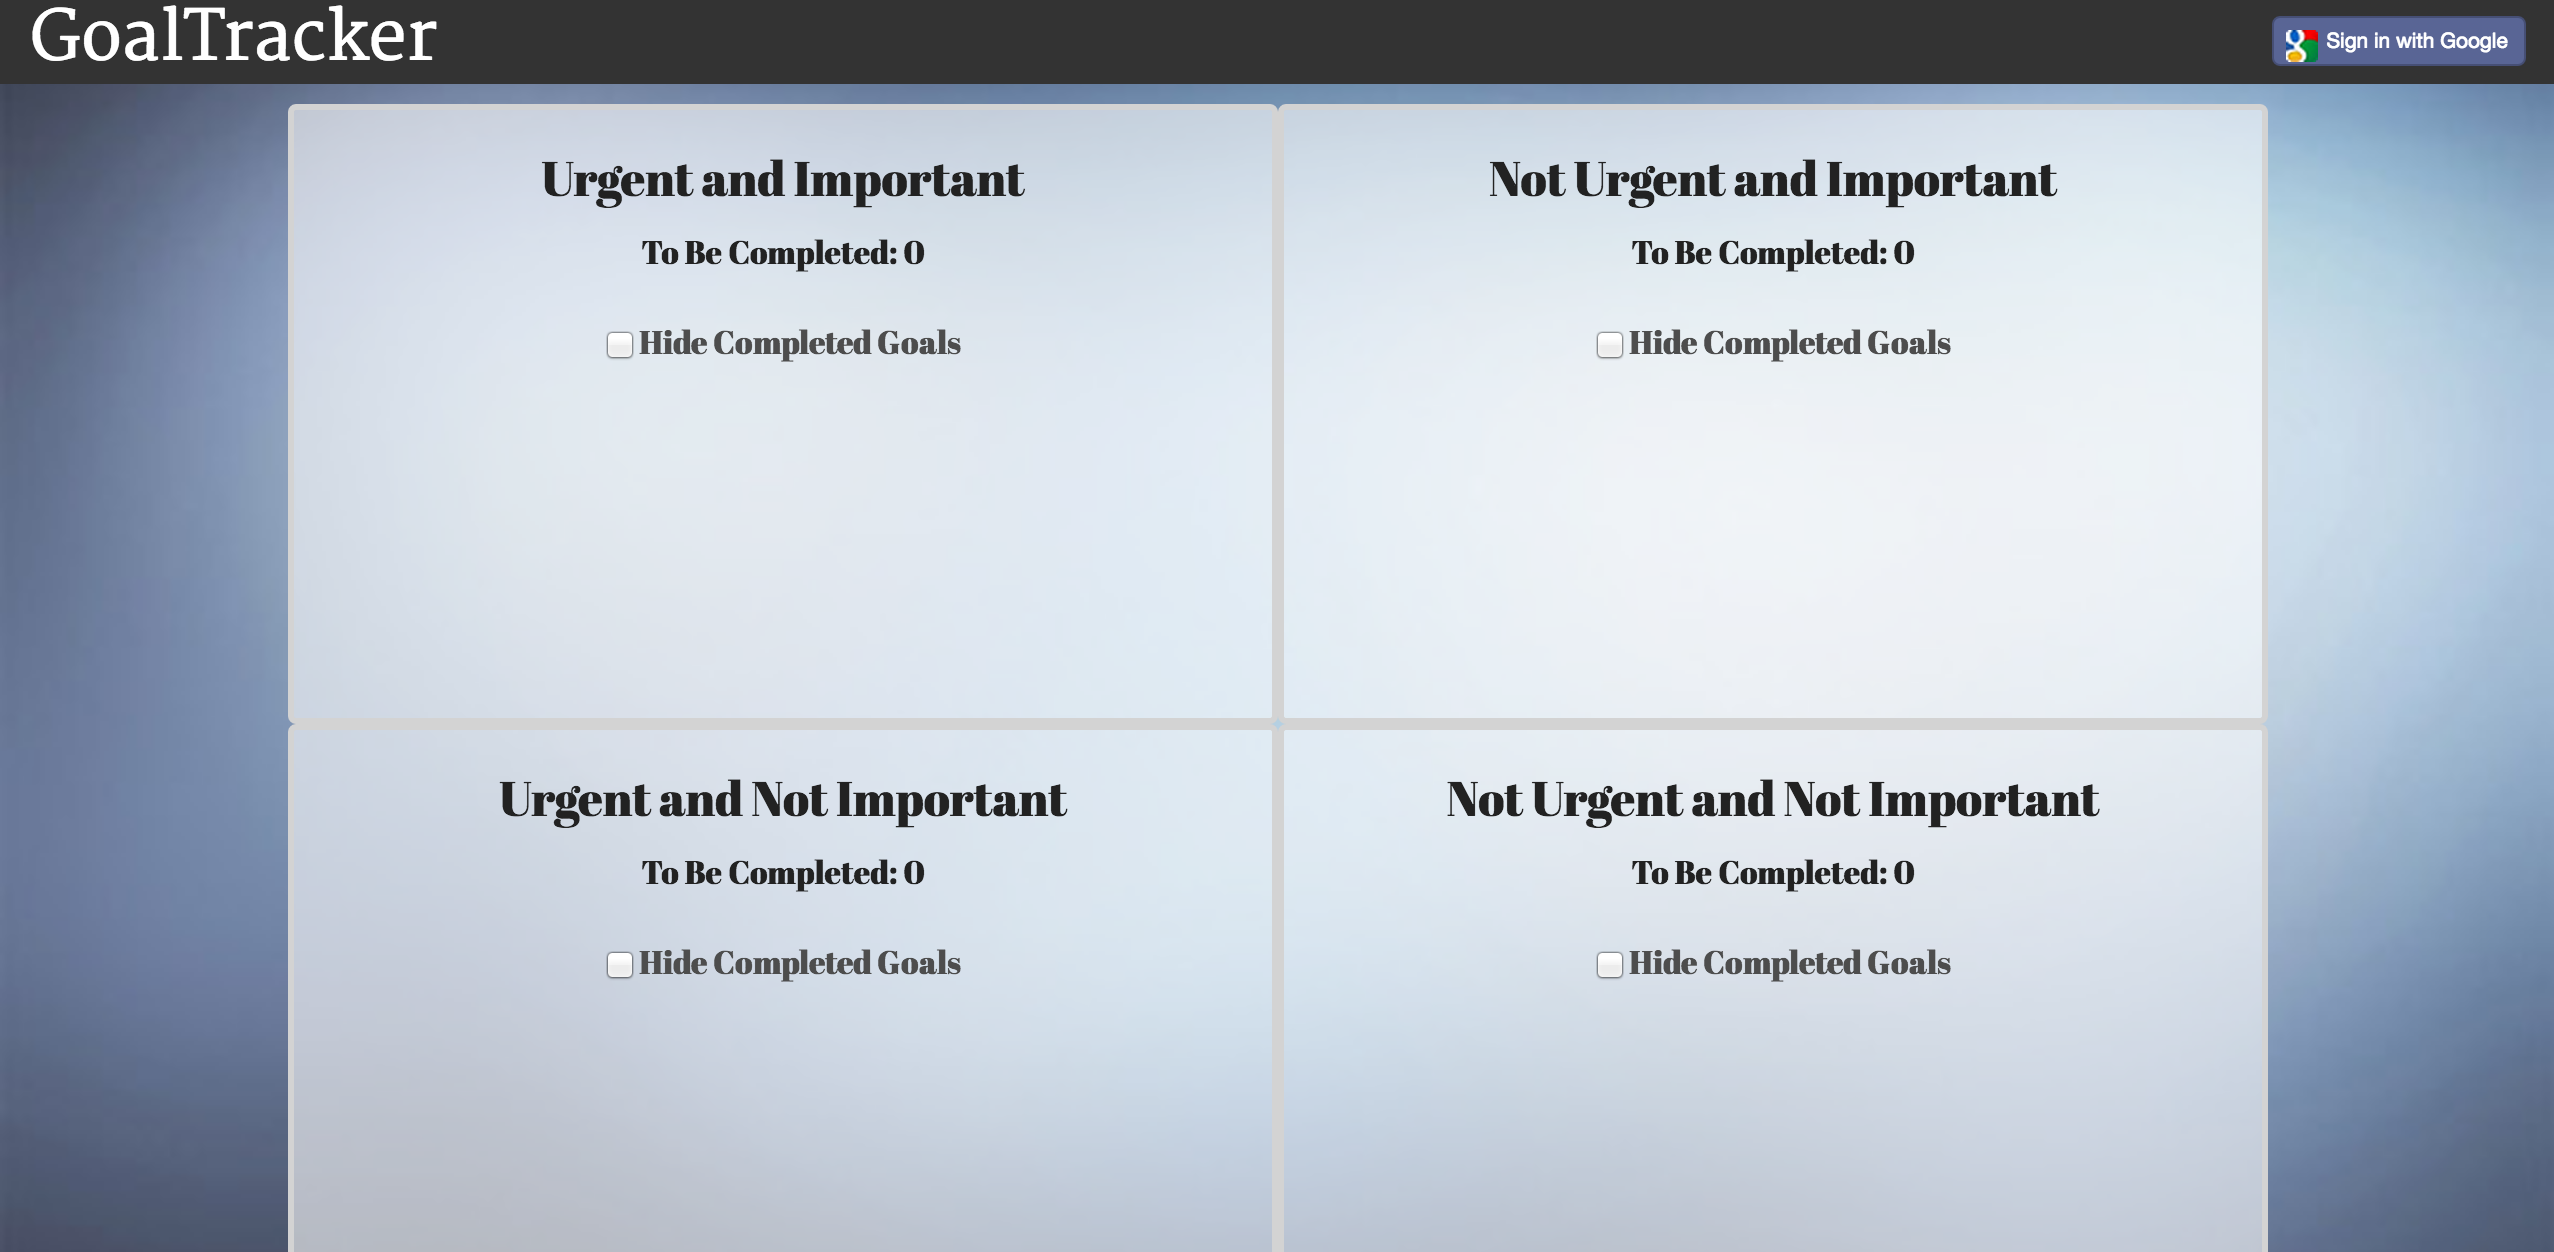 GoalTracker
Sign in with Google
Urgent and Important
To Be Completed: 0
Hide Completed Goals
Not Urgent and Important
To Be Completed: 0
Hide Completed Goals
Urgent and Not Important
To Be Completed: 0
Hide Completed Goals
Not Urgent and Not Important
To Be Completed: 0
Hide Completed Goals